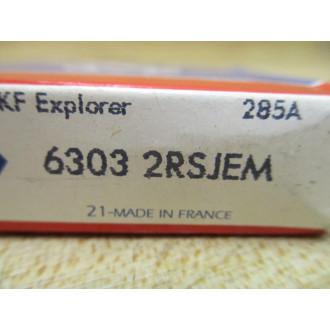 KF Explorer 285A
6303 2RSJEM
21-MADE IN FRANCE